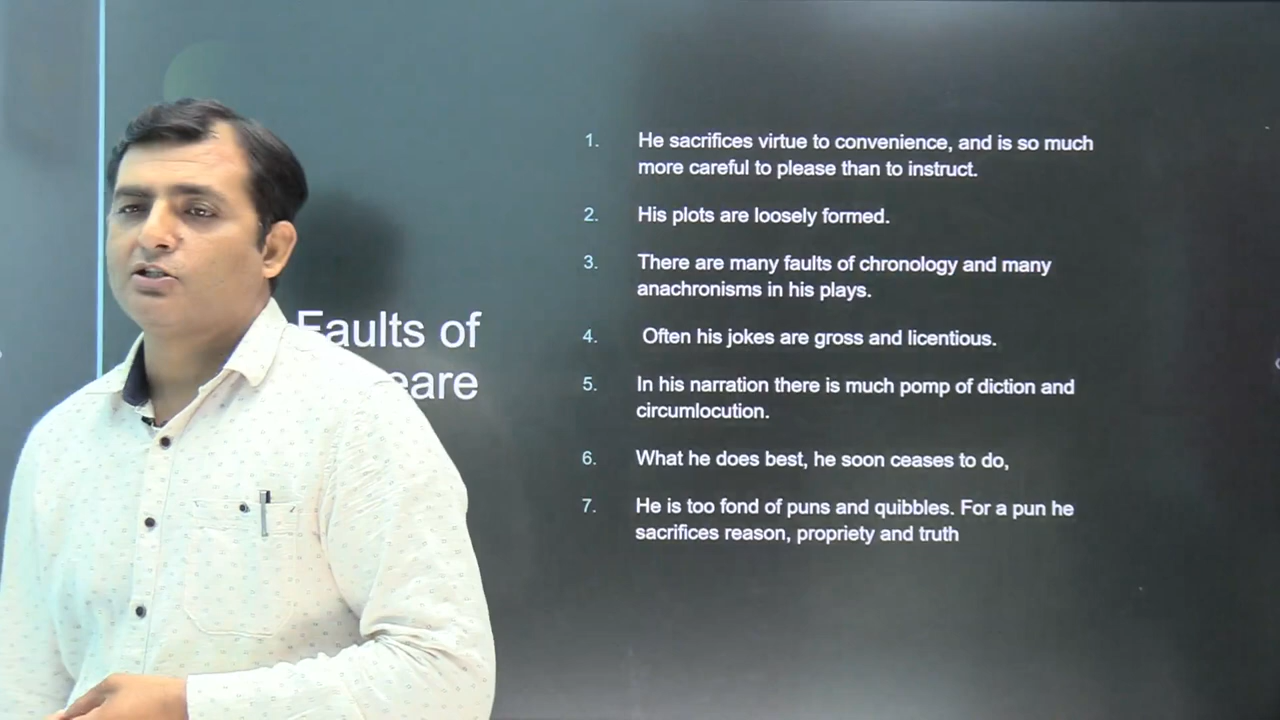 Faults of
eare
1. He sacrifices virtue to convenience, and is so much
more careful to please than to instruct.
2. His plots are loosely formed.
3. There are many faults of chronology and many
anachronisms in his plays.
4. Often his jokes are gross and licentious.
5. In his narration there is much pomp of diction and
circumlocution.
6. What he does best, he soon ceases to do,
7. He is too fond of puns and quibbles. For a pun he
sacrifices reason, propriety and truth